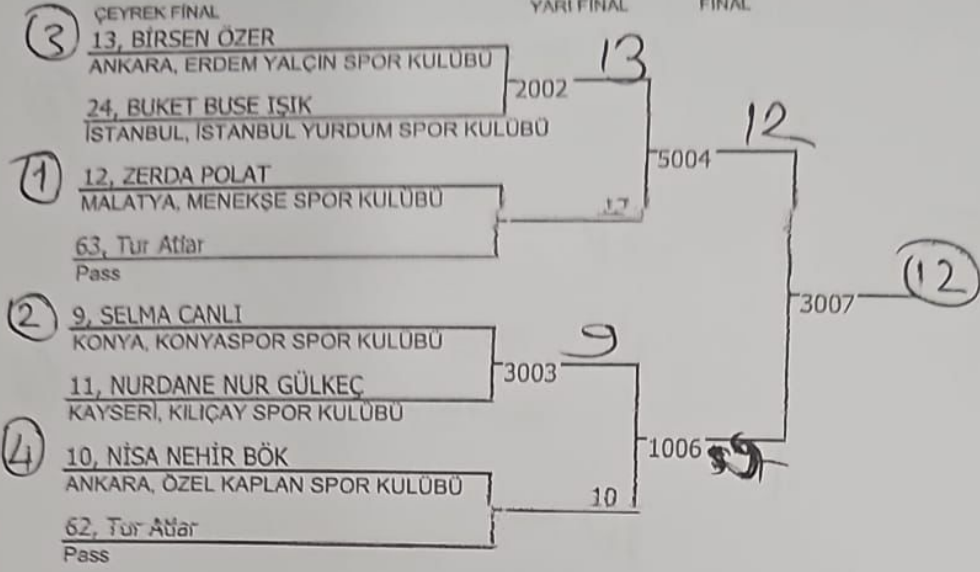 ÇEYREK FİNAL
YARI FİNAL
FİNAL
3
13, BİRSEN ÖZER
ANKARA, ERDEM YALÇIN SPOR KULÜBÜ
13
2002
24, BUKET BUSE IŞIK
İSTANBUL, İSTANBUL YURDUM SPOR KULÜBÜ
12
5004
1
12, ZERDA POLAT
MALATYA, MENEKŞE SPOR KULÜBÜ
12
63, Tur Atlar
Pass
12
3007
2
9, SELMA CANLI
KONYA, KONYASPOR SPOR KULÜBÜ
9
3003
11, NURDANE NUR GÜLKEÇ
KAYSERİ, KILIÇAY SPOR KULÜBÜ
4
10, NİSA NEHİR BÖK
1006
9
ANKARA, ÖZEL KAPLAN SPOR KULÜBÜ
10
62, Tur Atlar
Pass